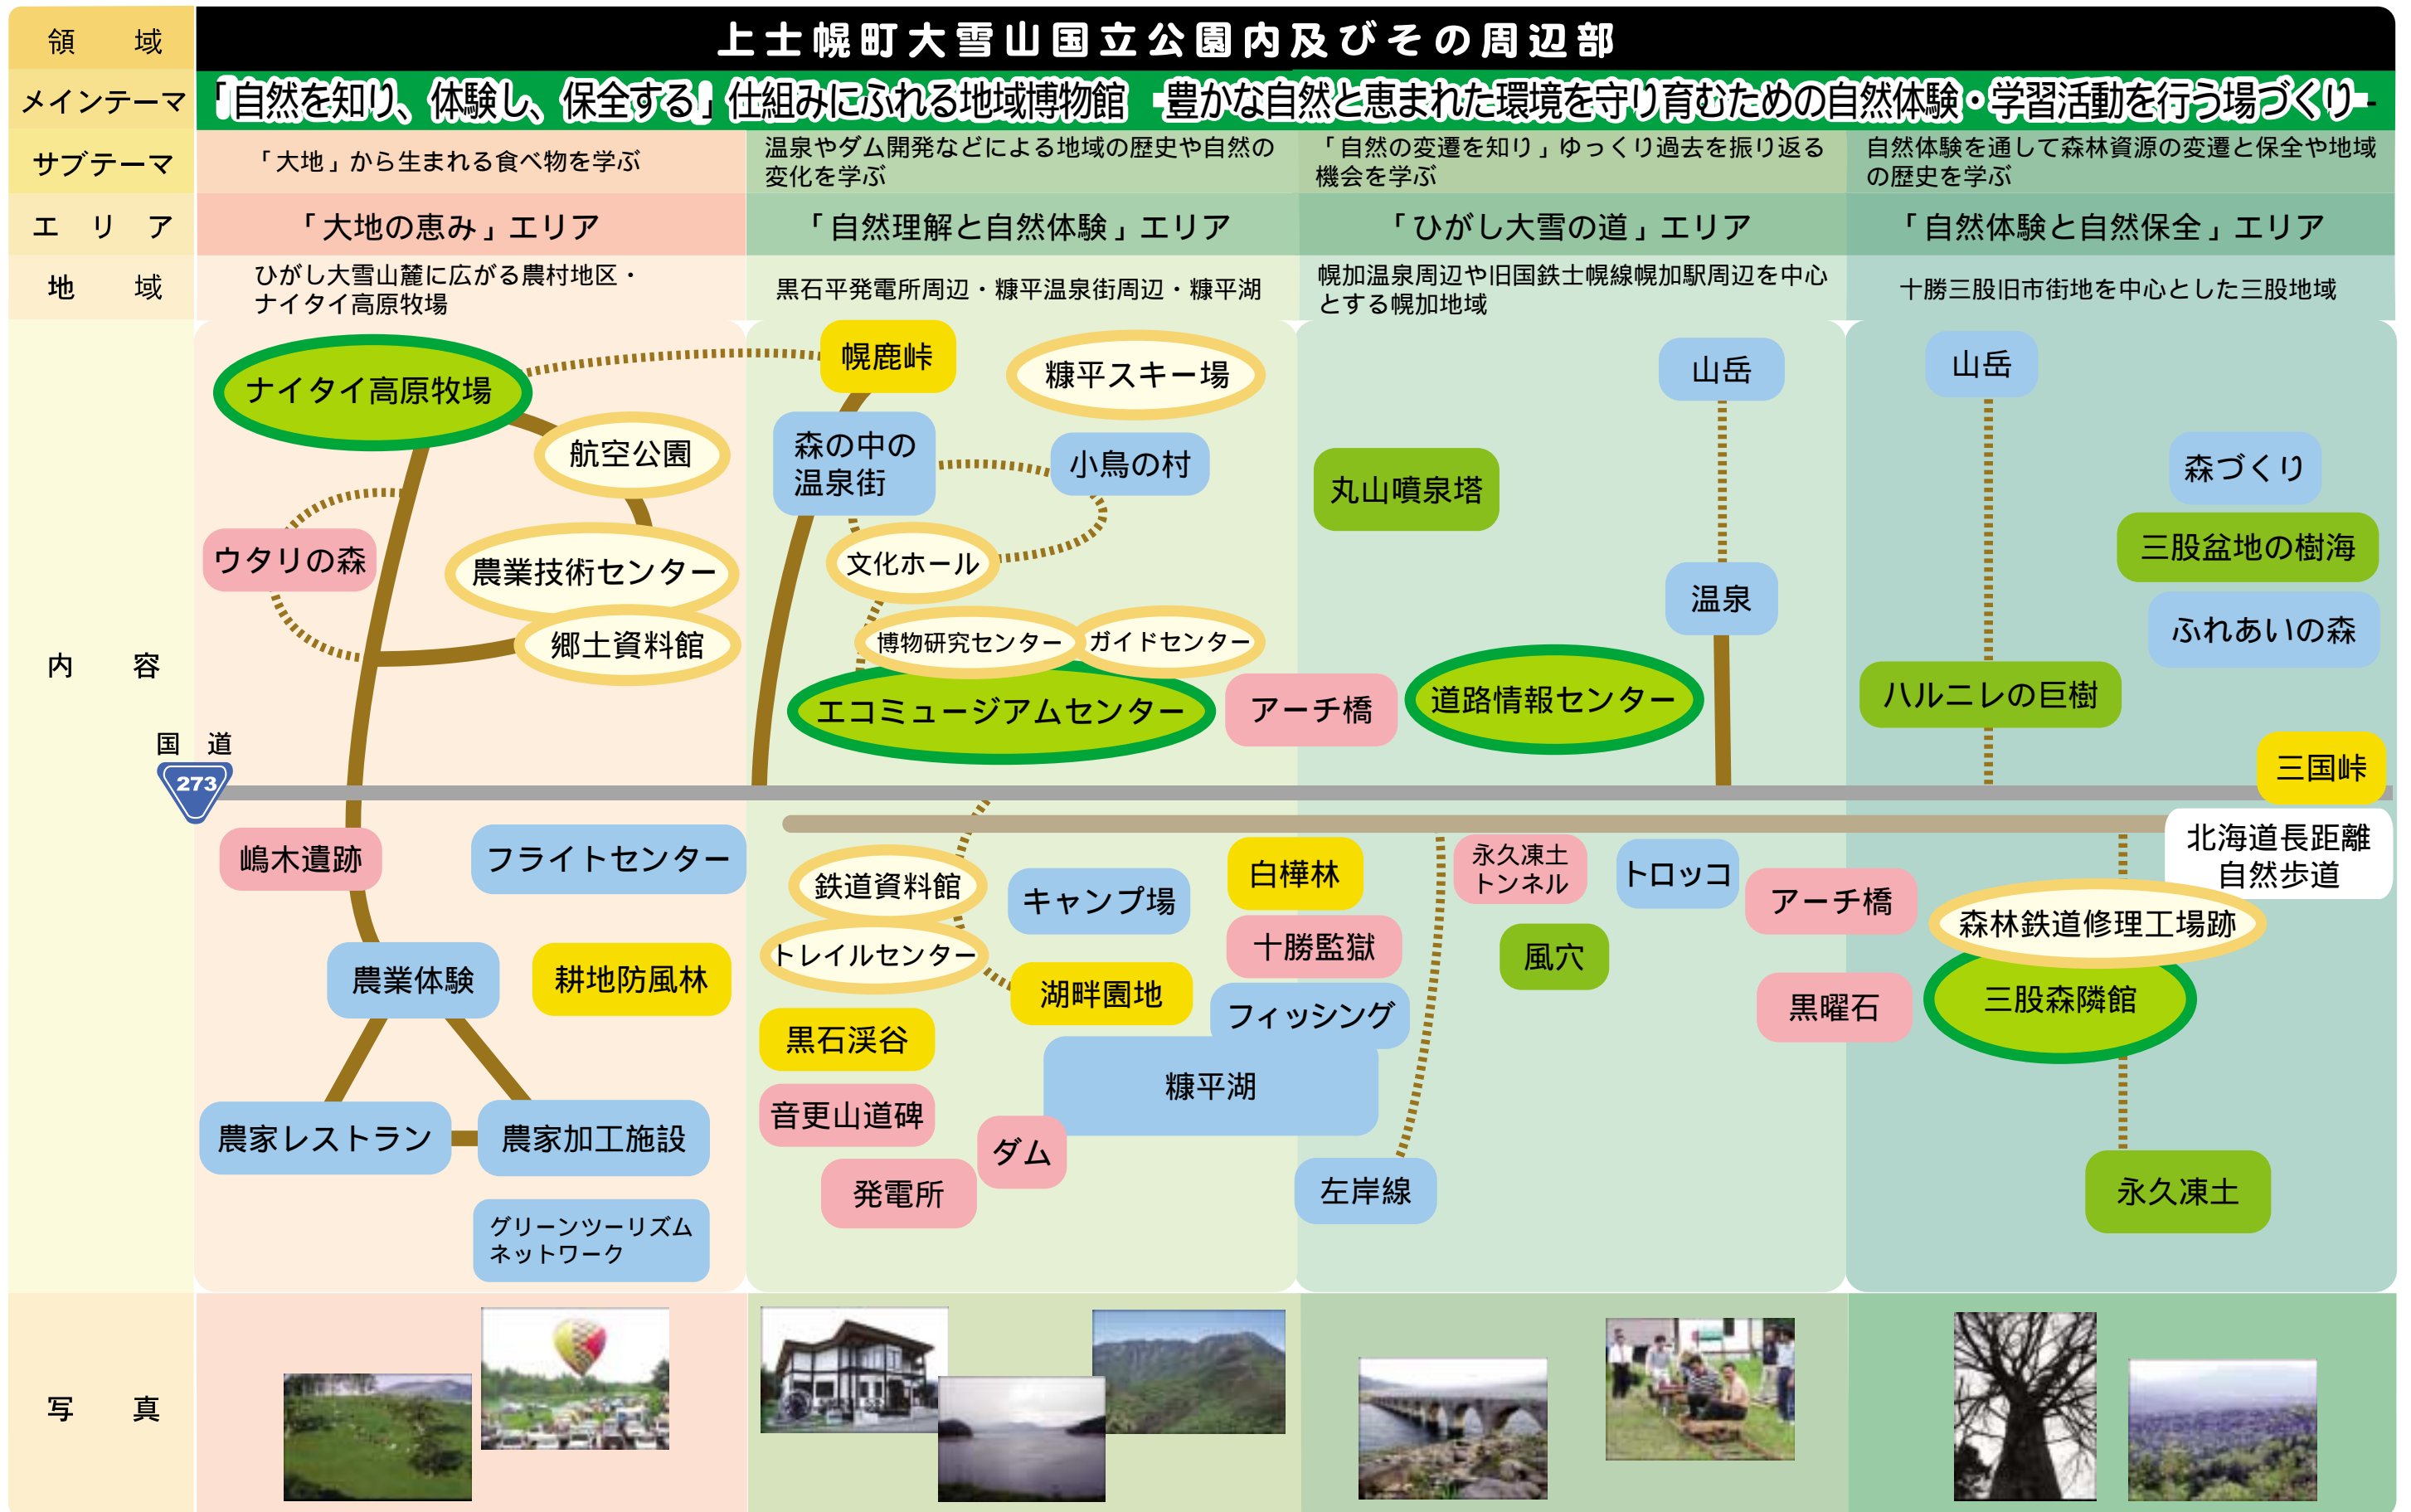 領　域
上士幌町大雪山国立公園内及びその周辺部
メインテーマ
「自然を知り、体験し、保全する」仕組みにふれる地域博物館　-豊かな自然と恵まれた環境を守り育むための自然体験・学習活動を行う場づくり-
サブテーマ
「大地」から生まれる食べ物を学ぶ
温泉やダム開発などによる地域の歴史や自然の
変化を学ぶ
「自然の変遷を知り」ゆっくり過去を振り返る
機会を学ぶ
自然体験を通して森林資源の変遷と保全や地域
の歴史を学ぶ
エリア
「大地の恵み」エリア
「自然理解と自然体験」エリア
「ひがし大雪の道」エリア
「自然体験と自然保全」エリア
地　域
ひがし大雪山麓に広がる農村地区・
ナイタイ高原牧場
黒石平発電所周辺・糠平温泉街周辺・糠平湖
幌加温泉周辺や旧国鉄士幌線幌加駅周辺を中心
とする幌加地域
十勝三股旧市街地を中心とした三股地域
内　容
ナイタイ高原牧場
航空公園
ウタリの森
農業技術センター
郷土資料館
国　道
273
嶋木遺跡
フライトセンター
農業体験
耕地防風林
農家レストラン
農家加工施設
グリーンツーリズム
ネットワーク
幌鹿峠
糠平スキー場
森の中の
温泉街
小鳥の村
文化ホール
博物研究センター
ガイドセンター
エコミュージアムセンター
アーチ橋
鉄道資料館
トレイルセンター
キャンプ場
白樺林
十勝監獄
湖畔園地
フィッシング
黒石渓谷
糠平湖
音更山道碑
ダム
発電所
山岳
丸山噴泉塔
温泉
道路情報センター
永久凍土
トンネル
トロッコ
アーチ橋
風穴
黒曜石
左岸線
山岳
森づくり
三股盆地の樹海
ふれあいの森
ハルニレの巨樹
三国峠
北海道長距離
自然歩道
森林鉄道修理工場跡
三股森隣館
永久凍土
写　真